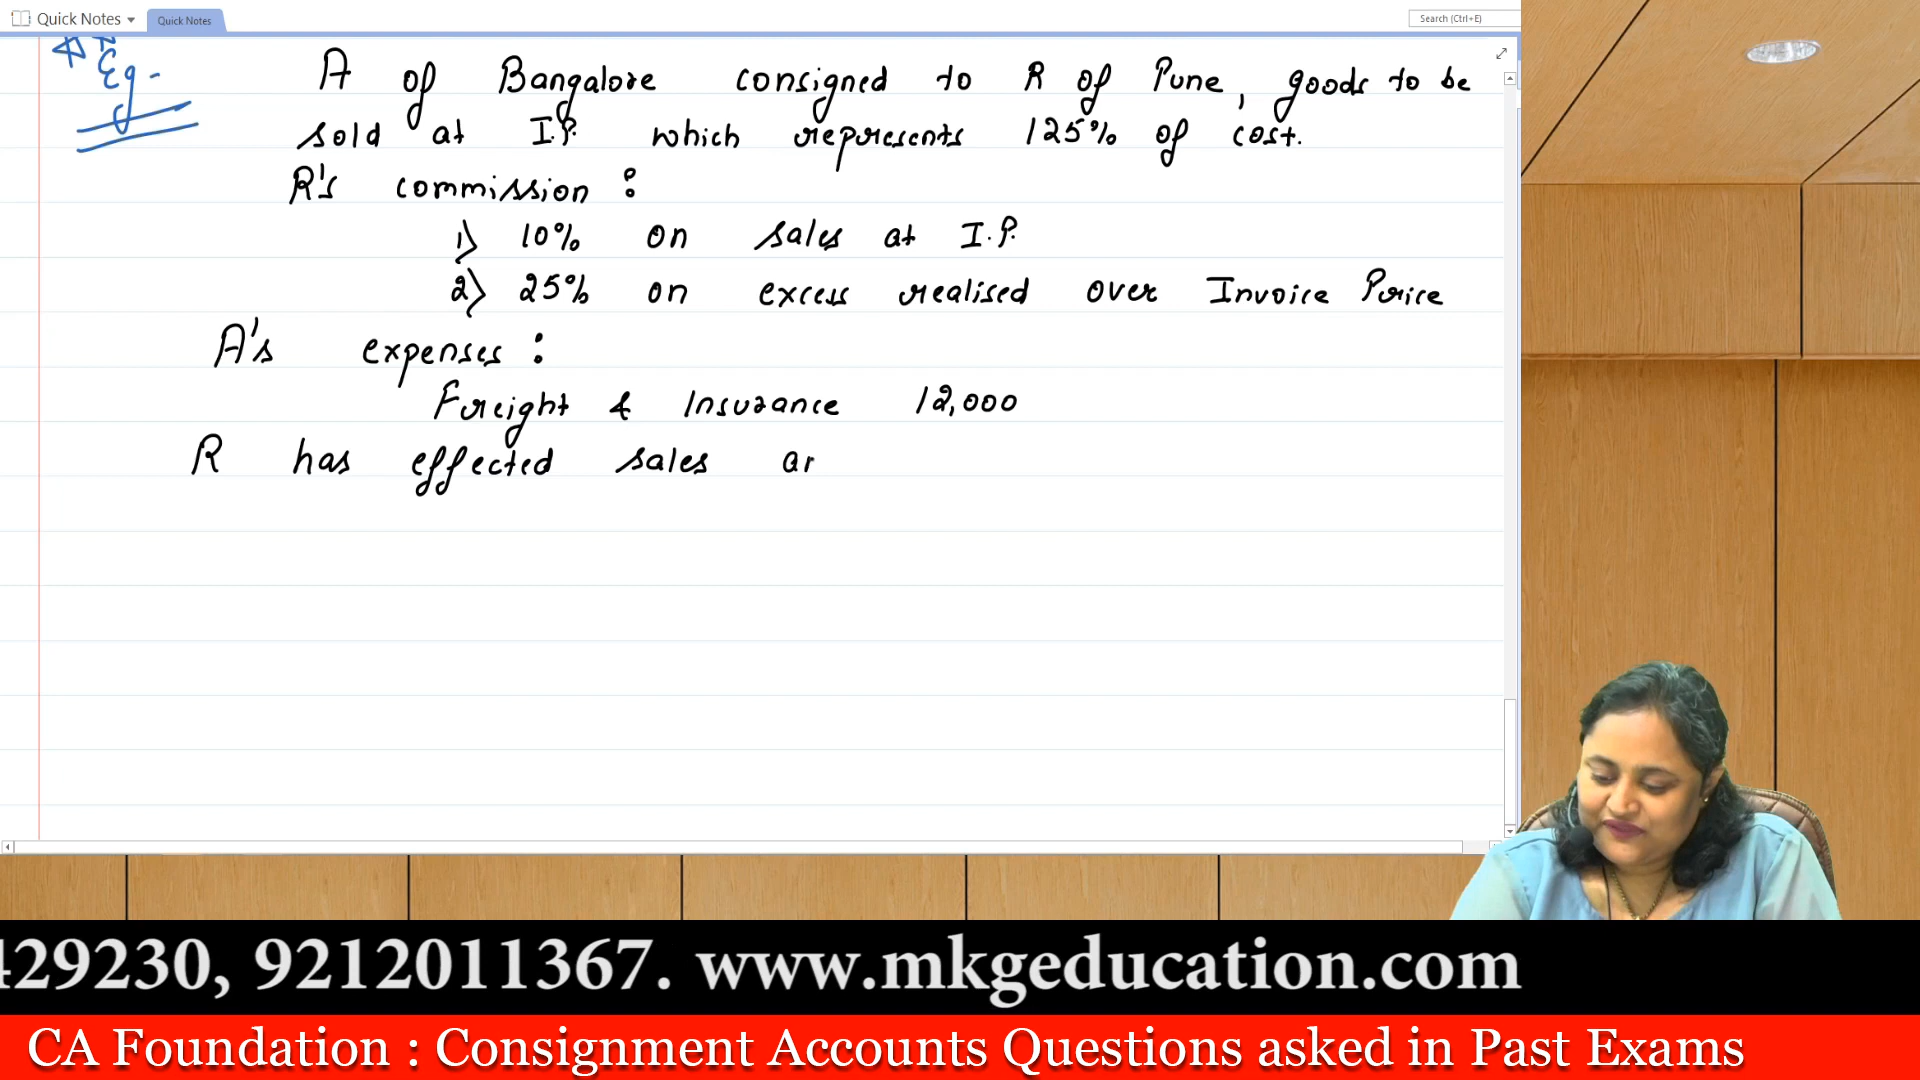 Quick Notes
Quick Notes
Search (Ctrl+E)
Eg -
A of Bangalore consigned to R of Pune, goods to be
sold at I.P. which represents 125% of cost.
R's commission :
1) 10% on sales at I.P.
2) 25% on excess realised over Invoice Price
A's expenses :
Freight & Insurance 12,000
R has effected sales ar
429230, 9212011367. www.mkgeducation.com
CA Foundation : Consignment Accounts Questions asked in Past Exams